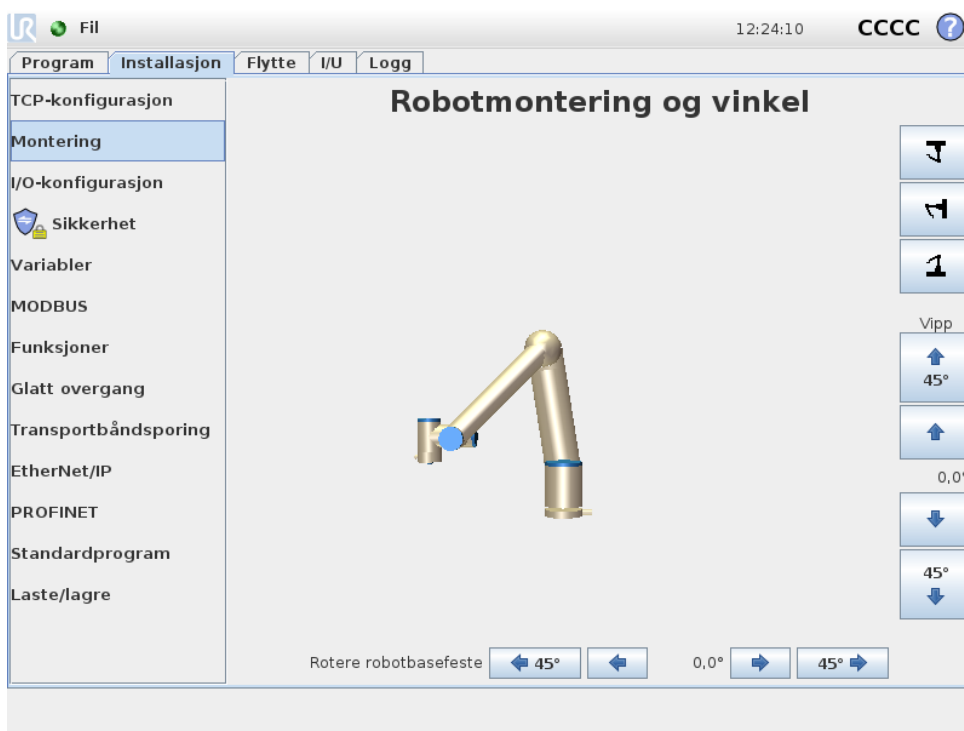 UR Fil 12:24:10 CCCC ?
Program Installasjon Flytte I/U Logg
TCP-konfigurasjon
Montering
I/O-konfigurasjon
Sikkerhet
Variabler
MODBUS
Funksjoner
Glatt overgang
Transportbåndsporing
EtherNet/IP
PROFINET
Standardprogram
Laste/lagre
Robotmontering og vinkel
Vipp
45°
0,0°
45°
Rotere robotbasefeste 45° 0,0° 45°